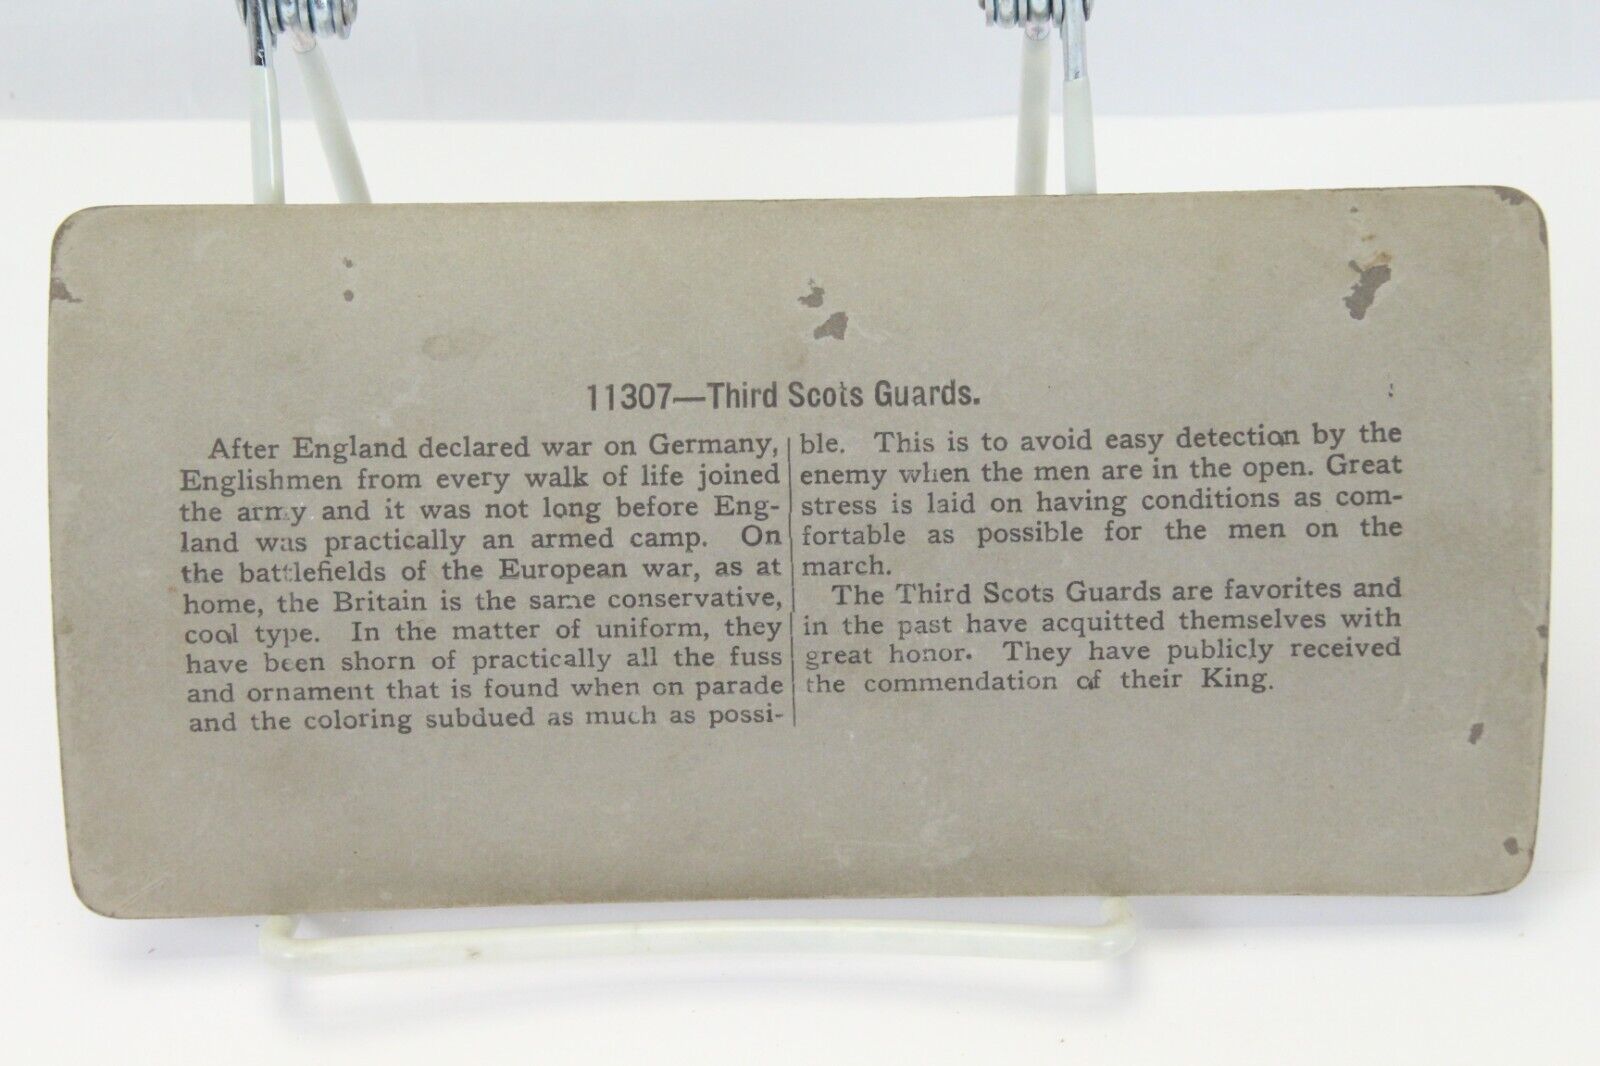 11307—Third Scots Guards.
After England declared war on Germany,
Englishmen from every walk of life joined
the army and it was not long before Eng-
land was practically an armed camp. On
the battlefields of the European war, as at
home, the Britain is the same conservative,
cool type. In the matter of uniform, they
have been shorn of practically all the fuss
and ornament that is found when on parade
and the coloring subdued as much as possi-
ble. This is to avoid easy detection by the
enemy when the men are in the open. Great
stress is laid on having conditions as com-
fortable as possible for the men on the
march.
The Third Scots Guards are favorites and
in the past have acquitted themselves with
great honor. They have publicly received
the commendation of their King.